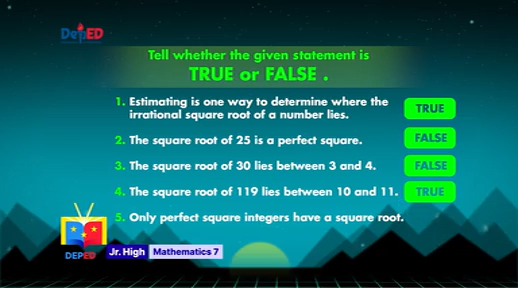 DepED
Tell whether the given statement is
TRUE or FALSE .
1. Estimating is one way to determine where the
irrational square root of a number lies.
TRUE
2. The square root of 25 is a perfect square.
FALSE
3. The square root of 30 lies between 3 and 4.
FALSE
4. The square root of 119 lies between 10 and 11.
TRUE
5. Only perfect square integers have a square root.
DEPED
Jr. High Mathematics 7